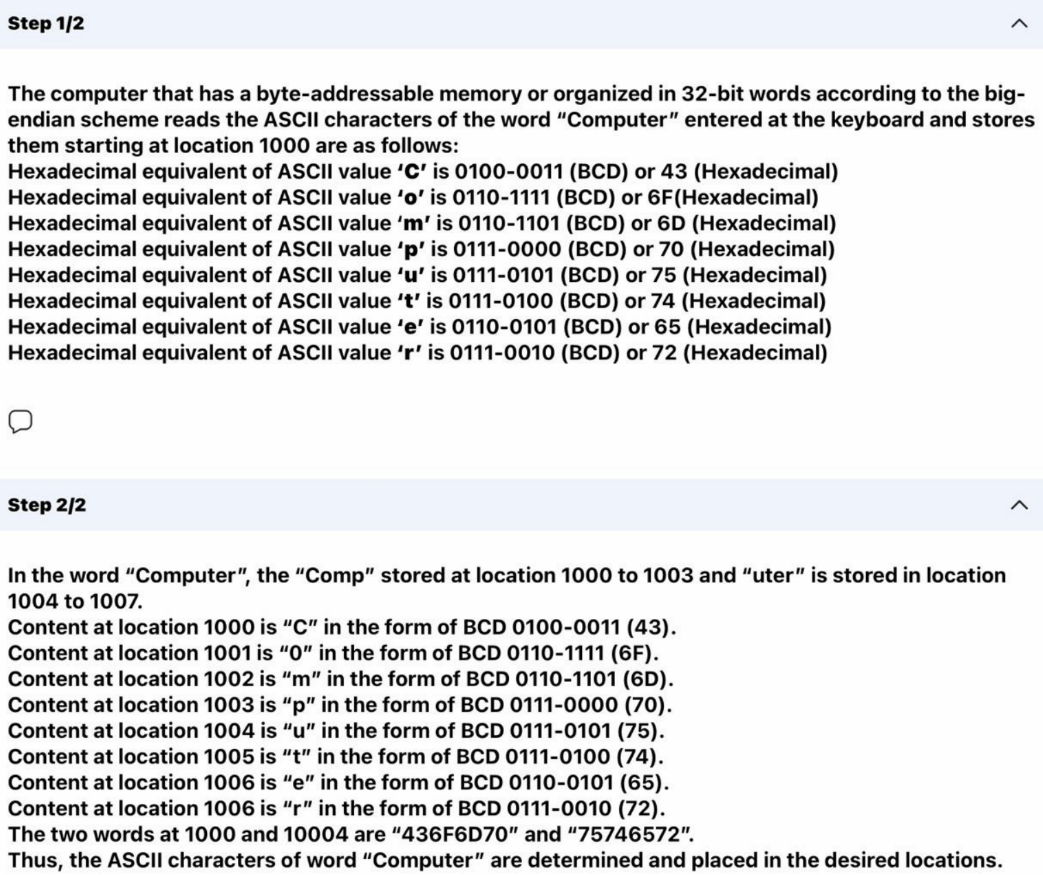 Step 1/2
The computer that has a byte-addressable memory or organized in 32-bit words according to the big-
endian scheme reads the ASCII characters of the word “Computer” entered at the keyboard and stores
them starting at location 1000 are as follows:
Hexadecimal equivalent of ASCII value ‘C’ is 0100-0011 (BCD) or 43 (Hexadecimal)
Hexadecimal equivalent of ASCII value ‘o’ is 0110-1111 (BCD) or 6F(Hexadecimal)
Hexadecimal equivalent of ASCII value ‘m’ is 0110-1101 (BCD) or 6D (Hexadecimal)
Hexadecimal equivalent of ASCII value ‘p’ is 0111-0000 (BCD) or 70 (Hexadecimal)
Hexadecimal equivalent of ASCII value ‘u’ is 0111-0101 (BCD) or 75 (Hexadecimal)
Hexadecimal equivalent of ASCII value ‘t’ is 0111-0100 (BCD) or 74 (Hexadecimal)
Hexadecimal equivalent of ASCII value ‘e’ is 0110-0101 (BCD) or 65 (Hexadecimal)
Hexadecimal equivalent of ASCII value ‘r’ is 0111-0010 (BCD) or 72 (Hexadecimal)
Step 2/2
In the word “Computer”, the “Comp” stored at location 1000 to 1003 and “uter” is stored in location
1004 to 1007.
Content at location 1000 is “C” in the form of BCD 0100-0011 (43).
Content at location 1001 is “0” in the form of BCD 0110-1111 (6F).
Content at location 1002 is “m” in the form of BCD 0110-1101 (6D).
Content at location 1003 is “p” in the form of BCD 0111-0000 (70).
Content at location 1004 is “u” in the form of BCD 0111-0101 (75).
Content at location 1005 is “t” in the form of BCD 0111-0100 (74).
Content at location 1006 is “e” in the form of BCD 0110-0101 (65).
Content at location 1006 is “r” in the form of BCD 0111-0010 (72).
The two words at 1000 and 10004 are “436F6D70” and “75746572”.
Thus, the ASCII characters of word “Computer” are determined and placed in the desired locations.